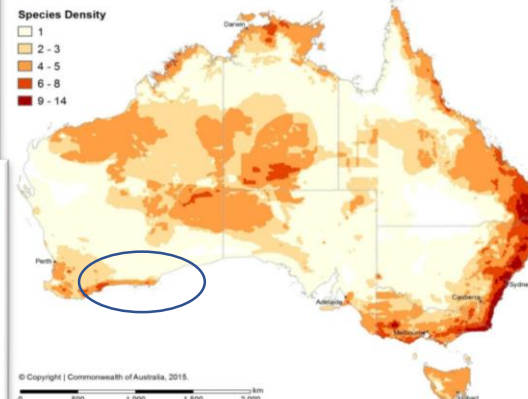 Species Density
1
2 - 3
4 - 5
6 - 8
9 - 14
Darwin
Perth
Adelaide
Canberra
Sydne
Melbourne
© Copyright | Commonwealth of Australia, 2015.
km
0 500 1,000 1,500 2,000